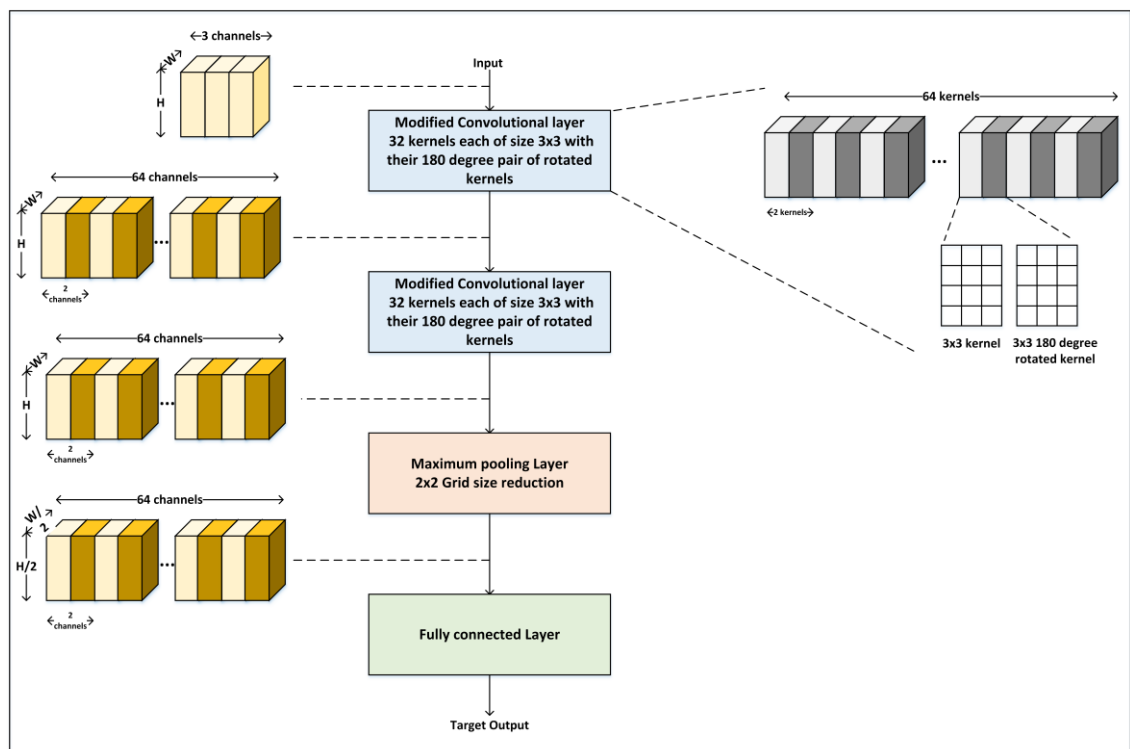 3 channels
W
H
Input
Modified Convolutional layer
32 kernels each of size 3x3 with
their 180 degree pair of rotated
kernels
64 kernels
...
2 kernels
3x3 kernel
3x3 180 degree
rotated kernel
64 channels
W
H
...
2
channels
Modified Convolutional layer
32 kernels each of size 3x3 with
their 180 degree pair of rotated
kernels
64 channels
W
H
...
2
channels
Maximum pooling Layer
2x2 Grid size reduction
64 channels
W/
2
H/2
...
2
channels
Fully connected Layer
Target Output